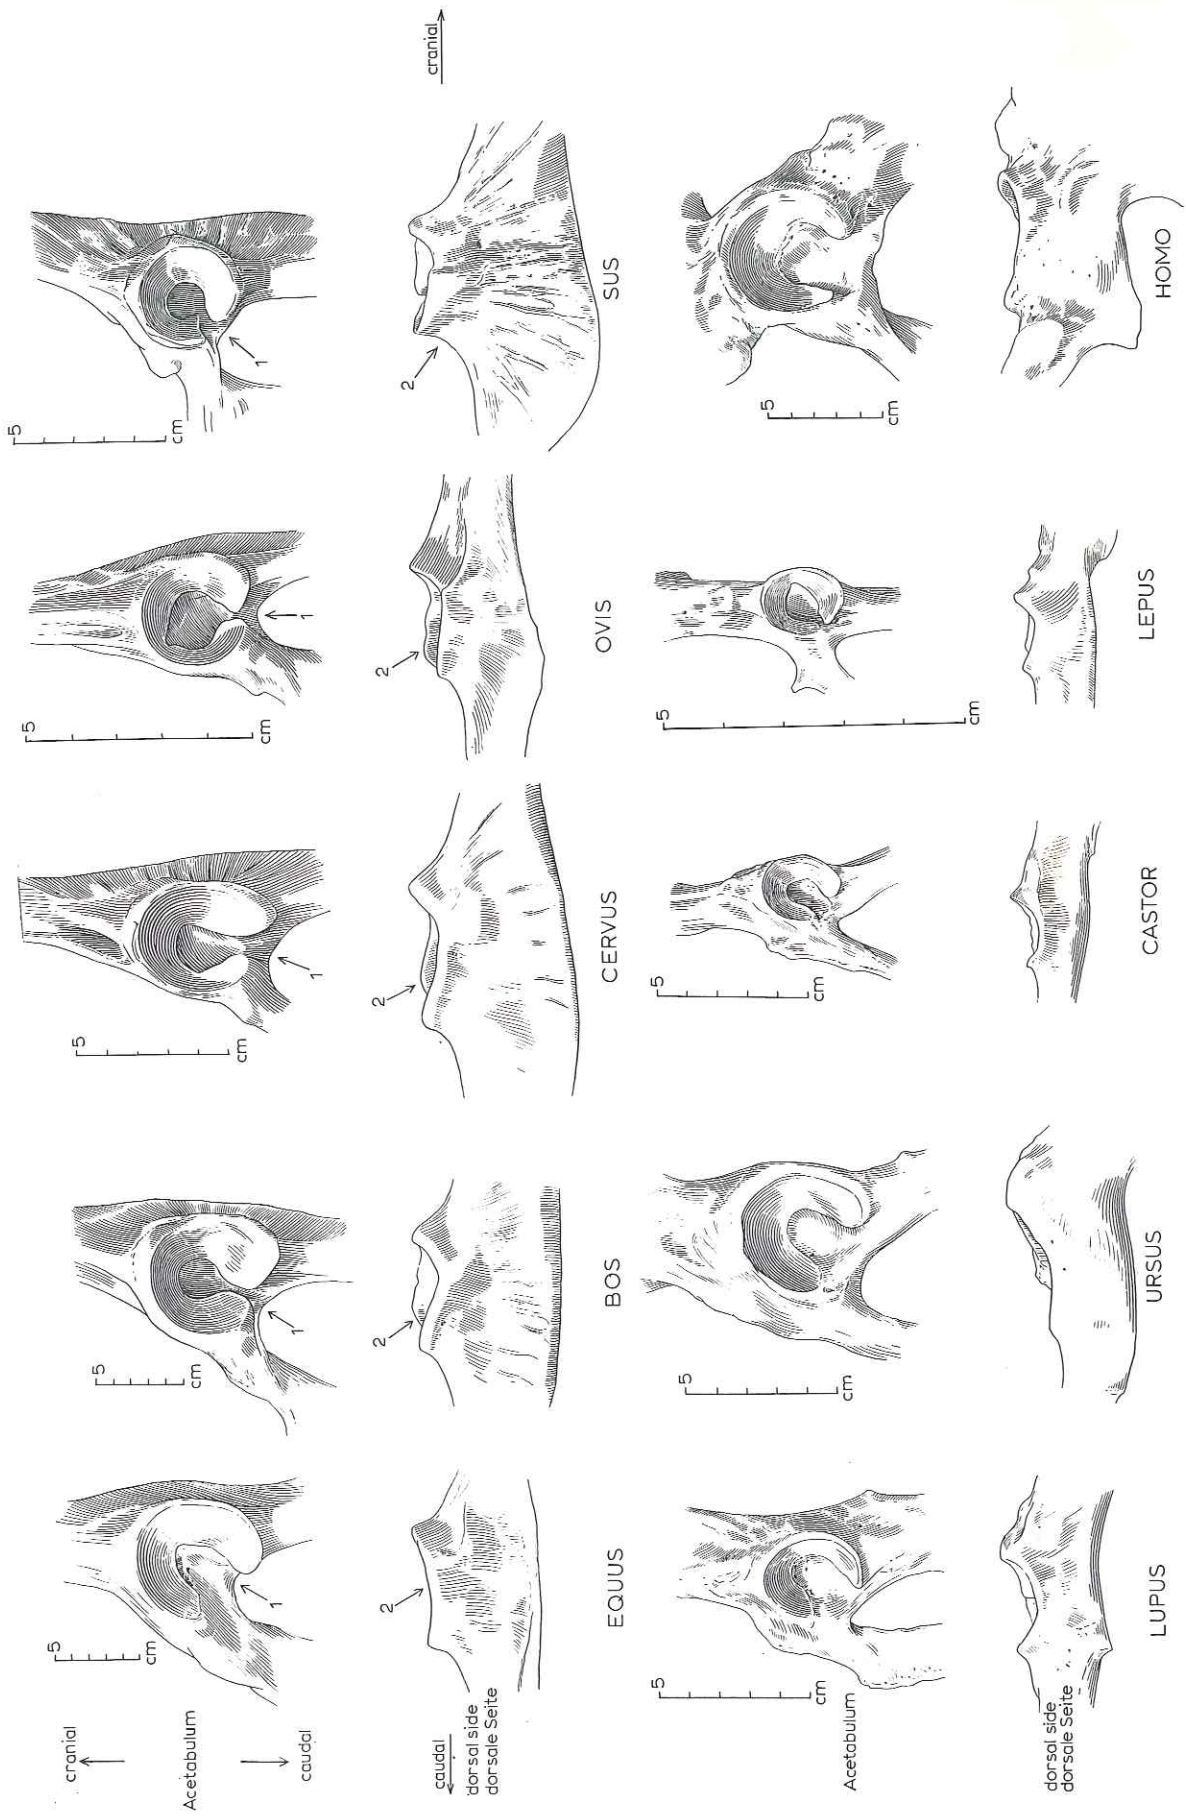 cranial
Acetabulum
caudal
5
cm
1
5
cm
1
5
cm
1
5
cm
1
5
cm
1
caudal
dorsal side
dorsale Seite
2
2
2
2
2
cranial
EQUUS
BOS
CERVUS
OVIS
SUS
Acetabulum
5
cm
5
cm
5
cm
5
cm
5
cm
dorsal side
dorsale Seite
LUPUS
URSUS
CASTOR
LEPUS
HOMO